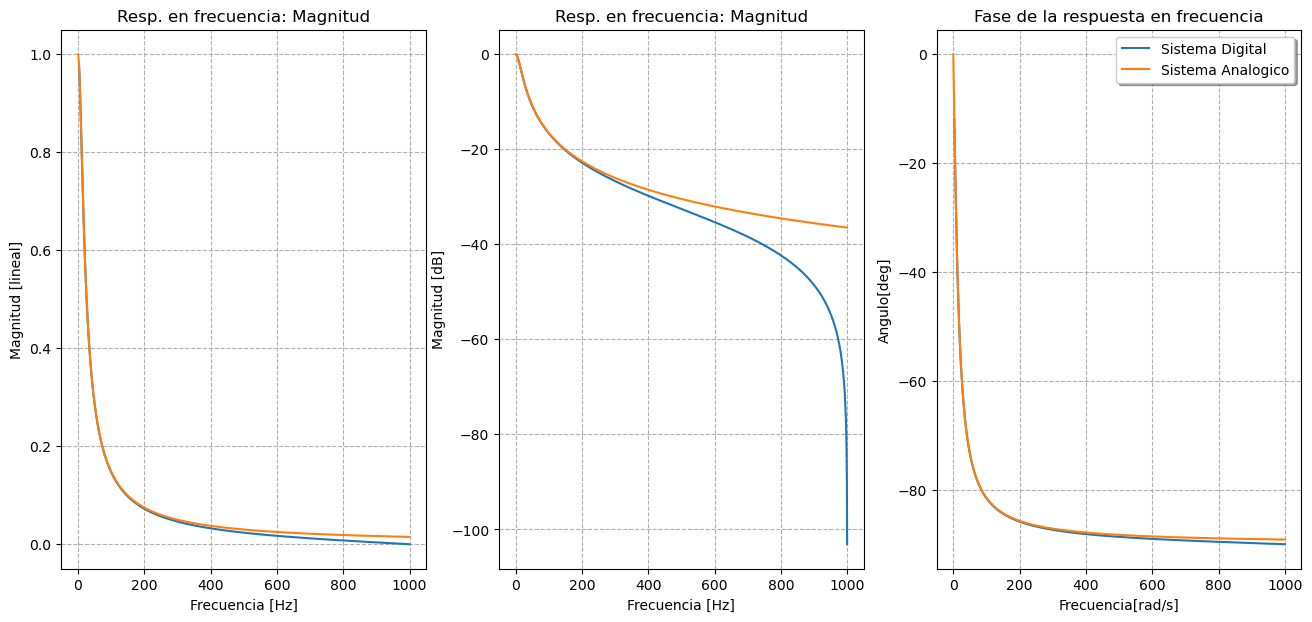 Resp. en frecuencia: Magnitud
Magnitud [lineal]
1.0
0.8
0.6
0.4
0.2
0.0
0 200 400 600 800 1000
Frecuencia [Hz]
Resp. en frecuencia: Magnitud
Magnitud [dB]
0
−20
−40
−60
−80
−100
0 200 400 600 800 1000
Frecuencia [Hz]
Fase de la respuesta en frecuencia
Sistema Digital
Sistema Analogico
Angulo[deg]
0
−20
−40
−60
−80
0 200 400 600 800 1000
Frecuencia[rad/s]